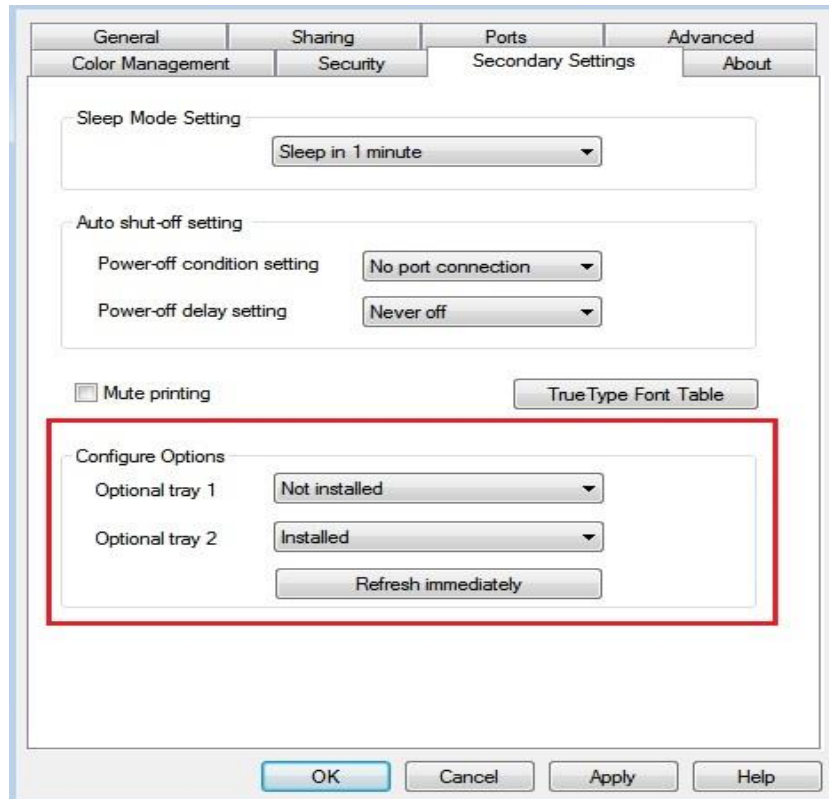 General Sharing Ports Advanced
Color Management Security Secondary Settings About
Sleep Mode Setting
Sleep in 1 minute
Auto shut-off setting
Power-off condition setting No port connection
Power-off delay setting Never off
Mute printing TrueType Font Table
Configure Options
Optional tray 1 Not installed
Optional tray 2 Installed
Refresh immediately
OK Cancel Apply Help